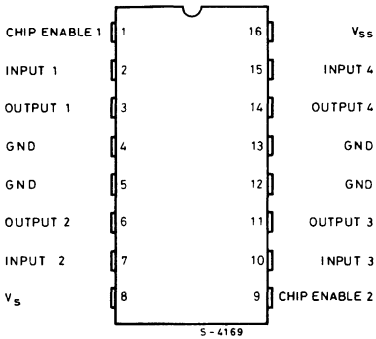 CHIP ENABLE 1 1 16 Vss
INPUT 1 2 15 INPUT 4
OUTPUT 1 3 14 OUTPUT 4
GND 4 13 GND
GND 5 12 GND
OUTPUT 2 6 11 OUTPUT 3
INPUT 2 7 10 INPUT 3
Vs 8 9 CHIP ENABLE 2
S-4169